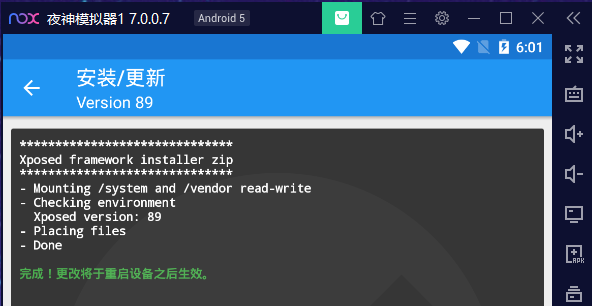 nox 夜神模拟器1 7.0.0.7 Android 5
6:01
安装/更新
Version 89
******************************
Xposed framework installer zip
******************************
- Mounting /system and /vendor read-write
- Checking environment
Xposed version: 89
- Placing files
- Done
完成！更改将于重启设备之后生效。
APK